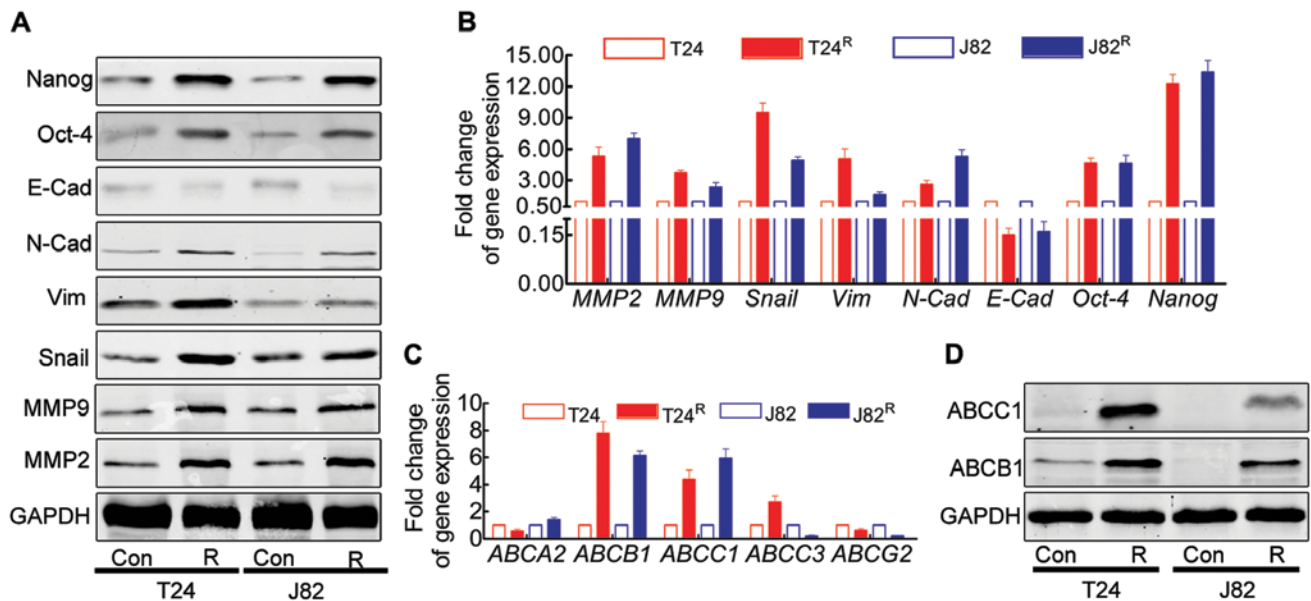 A
Nanog
Oct-4
E-Cad
N-Cad
Vim
Snail
MMP9
MMP2
GAPDH
Con R Con R
T24 J82
B
T24 T24R J82 J82R
Fold change
of gene expression
15.00
12.00
9.00
6.00
3.00
0.50
0.15
0.00
MMP2 MMP9 Snail Vim N-Cad E-Cad Oct-4 Nanog
C
T24 T24R J82 J82R
Fold change
of gene expression
10
8
6
4
2
0
ABCA2 ABCB1 ABCC1 ABCC3 ABCG2
D
ABCC1
ABCB1
GAPDH
Con R Con R
T24 J82